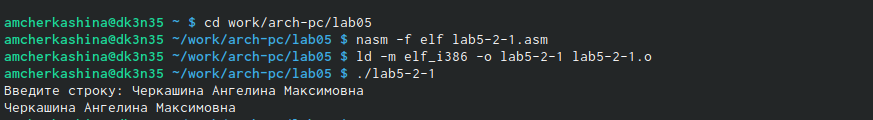 amcherkashina@dk3n35 ~ $ cd work/arch-pc/lab05
amcherkashina@dk3n35 ~/work/arch-pc/lab05 $ nasm -f elf lab5-2-1.asm
amcherkashina@dk3n35 ~/work/arch-pc/lab05 $ ld -m elf_i386 -o lab5-2-1 lab5-2-1.o
amcherkashina@dk3n35 ~/work/arch-pc/lab05 $ ./lab5-2-1
Введите строку: Черкашина Ангелина Максимовна
Черкашина Ангелина Максимовна